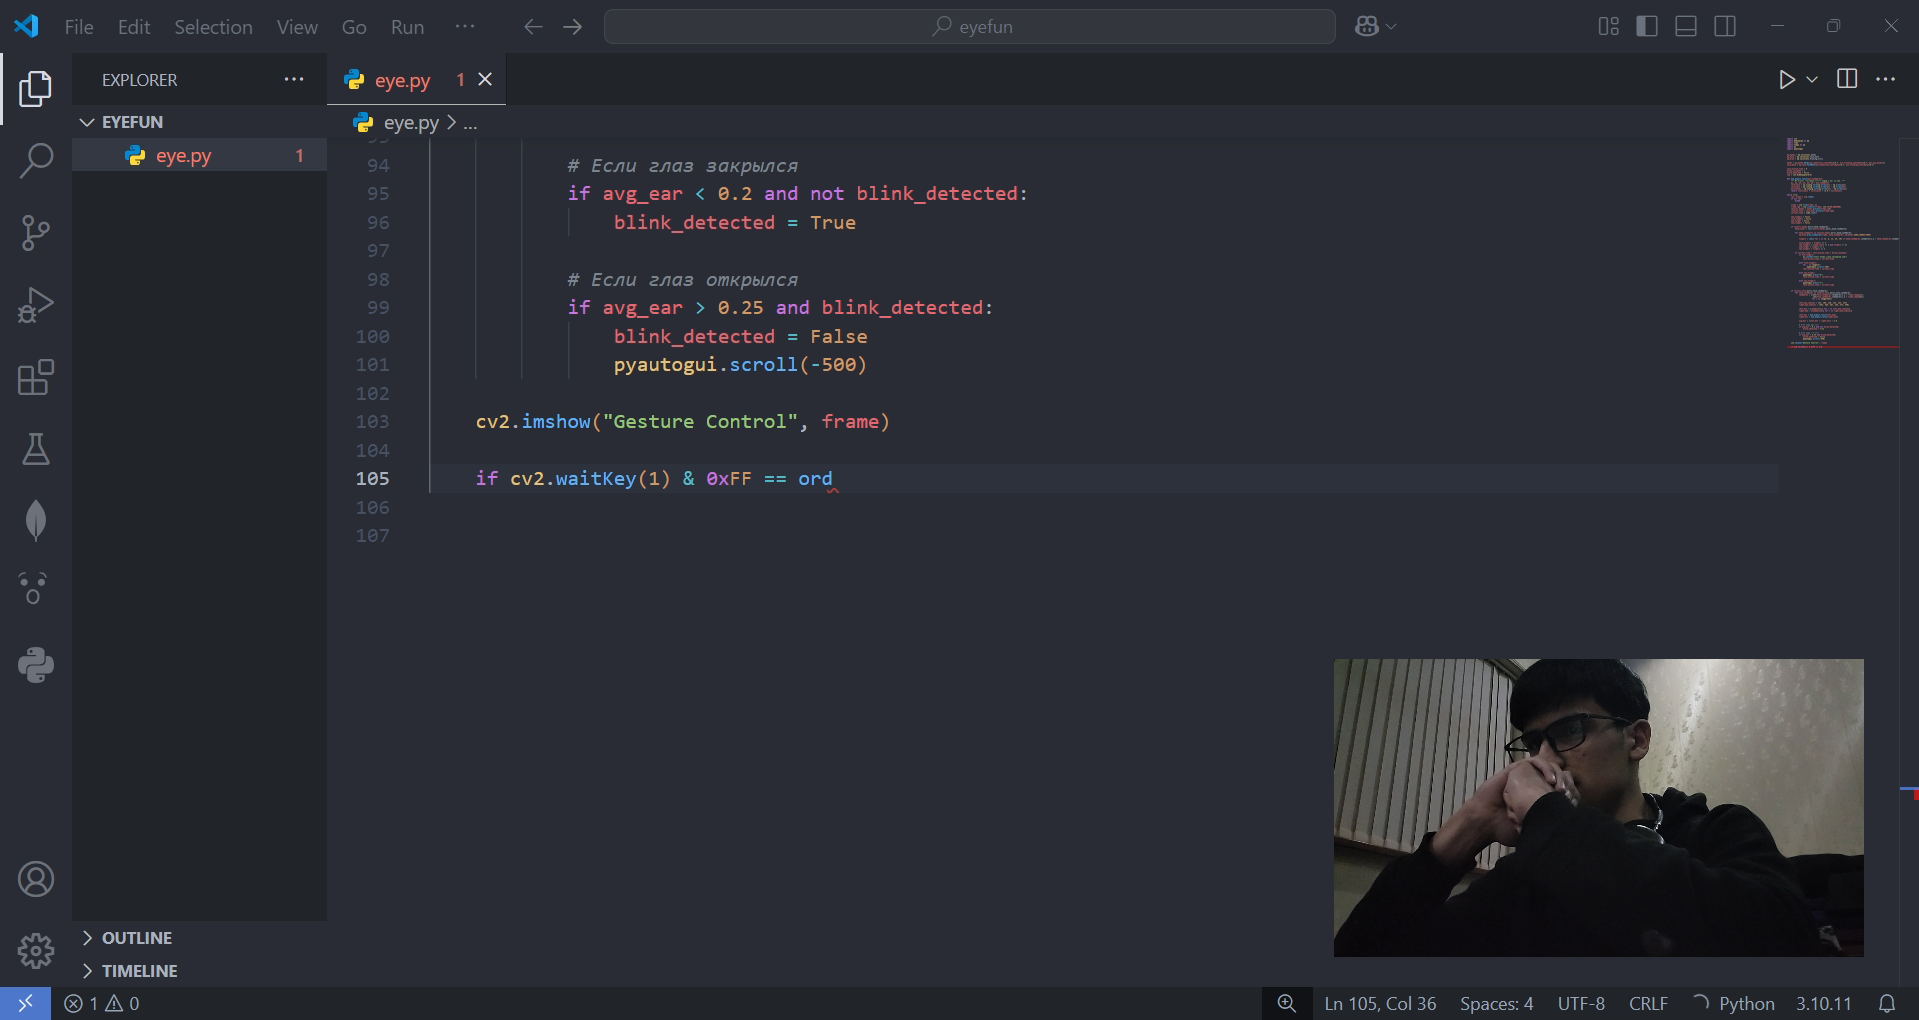 File Edit Selection View Go Run ... eyefun
EXPLORER ...
eye.py 1
EYEFUN
eye.py > ...
eye.py 1
94 # Если глаз закрылся
95 if avg_ear < 0.2 and not blink_detected:
96 blink_detected = True
97
98 # Если глаз открылся
99 if avg_ear > 0.25 and blink_detected:
100 blink_detected = False
101 pyautogui.scroll(-500)
102
103 cv2.imshow("Gesture Control", frame)
104
105 if cv2.waitKey(1) & 0xFF == ord
106
107
OUTLINE
TIMELINE
1 0 Ln 105, Col 36 Spaces: 4 UTF-8 CRLF Python 3.10.11